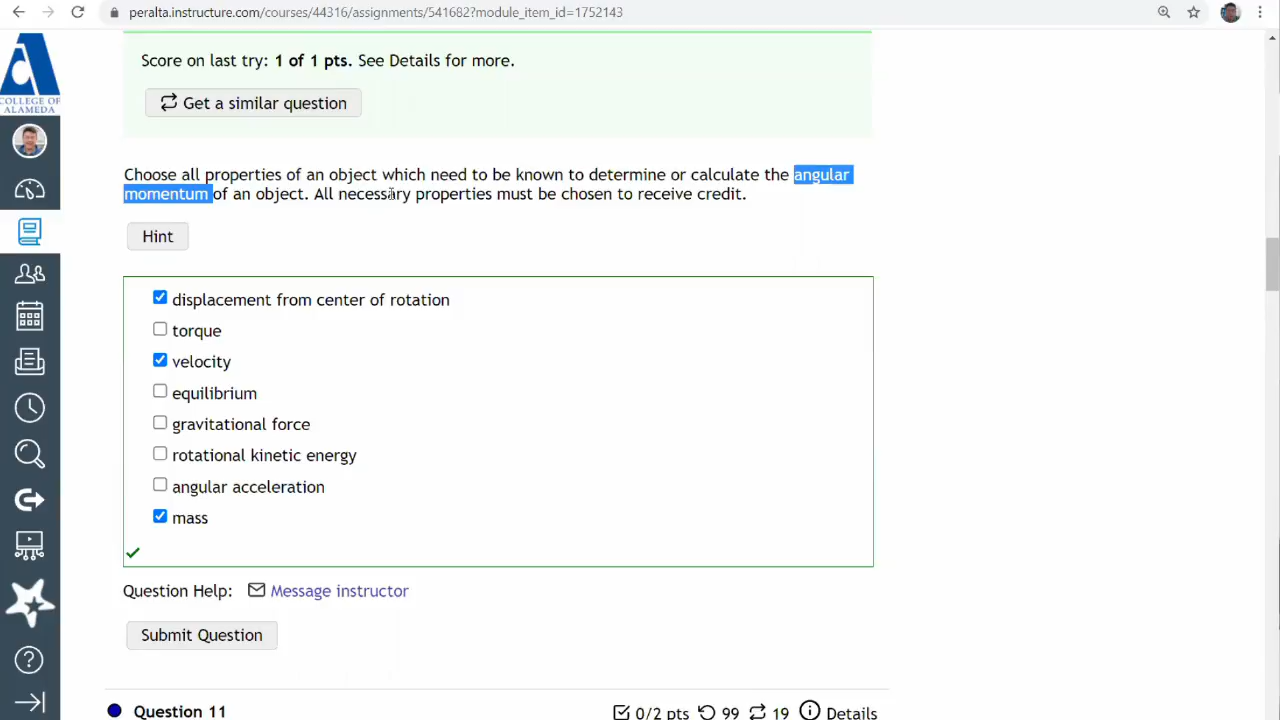 peralta.instructure.com/courses/44316/assignments/541682?module_item_id=1752143
COLLEGE OF
ALAMEDA
Score on last try: 1 of 1 pts. See Details for more.
Get a similar question
Choose all properties of an object which need to be known to determine or calculate the angular
momentum of an object. All necessary properties must be chosen to receive credit.
Hint
displacement from center of rotation
torque
velocity
equilibrium
gravitational force
rotational kinetic energy
angular acceleration
mass
Question Help: Message instructor
Submit Question
Question 11 0/2 pts 99 19 Details